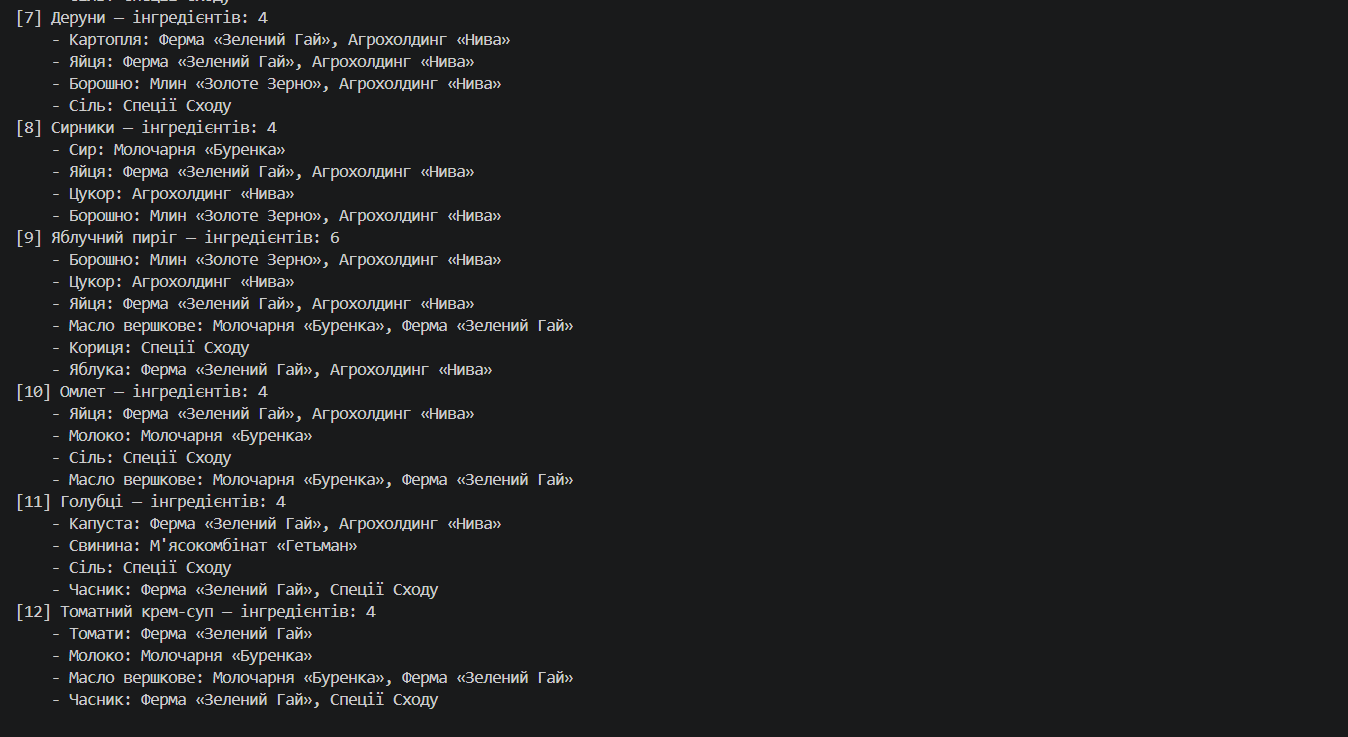 [7] Деруни — інгредієнтів: 4
- Картопля: Ферма «Зелений Гай», Агрохолдинг «Нива»
- Яйця: Ферма «Зелений Гай», Агрохолдинг «Нива»
- Борошно: Млин «Золоте Зерно», Агрохолдинг «Нива»
- Сіль: Спеції Сходу
[8] Сирники — інгредієнтів: 4
- Сир: Молочарня «Буренка»
- Яйця: Ферма «Зелений Гай», Агрохолдинг «Нива»
- Цукор: Агрохолдинг «Нива»
- Борошно: Млин «Золоте Зерно», Агрохолдинг «Нива»
[9] Яблучний пиріг — інгредієнтів: 6
- Борошно: Млин «Золоте Зерно», Агрохолдинг «Нива»
- Цукор: Агрохолдинг «Нива»
- Яйця: Ферма «Зелений Гай», Агрохолдинг «Нива»
- Масло вершкове: Молочарня «Буренка», Ферма «Зелений Гай»
- Кориця: Спеції Сходу
- Яблука: Ферма «Зелений Гай», Агрохолдинг «Нива»
[10] Омлет — інгредієнтів: 4
- Яйця: Ферма «Зелений Гай», Агрохолдинг «Нива»
- Молоко: Молочарня «Буренка»
- Сіль: Спеції Сходу
- Масло вершкове: Молочарня «Буренка», Ферма «Зелений Гай»
[11] Голубці — інгредієнтів: 4
- Капуста: Ферма «Зелений Гай», Агрохолдинг «Нива»
- Свинина: М'ясокомбінат «Гетьман»
- Сіль: Спеції Сходу
- Часник: Ферма «Зелений Гай», Спеції Сходу
[12] Томатний крем-суп — інгредієнтів: 4
- Томати: Ферма «Зелений Гай»
- Молоко: Молочарня «Буренка»
- Масло вершкове: Молочарня «Буренка», Ферма «Зелений Гай»
- Часник: Ферма «Зелений Гай», Спеції Сходу